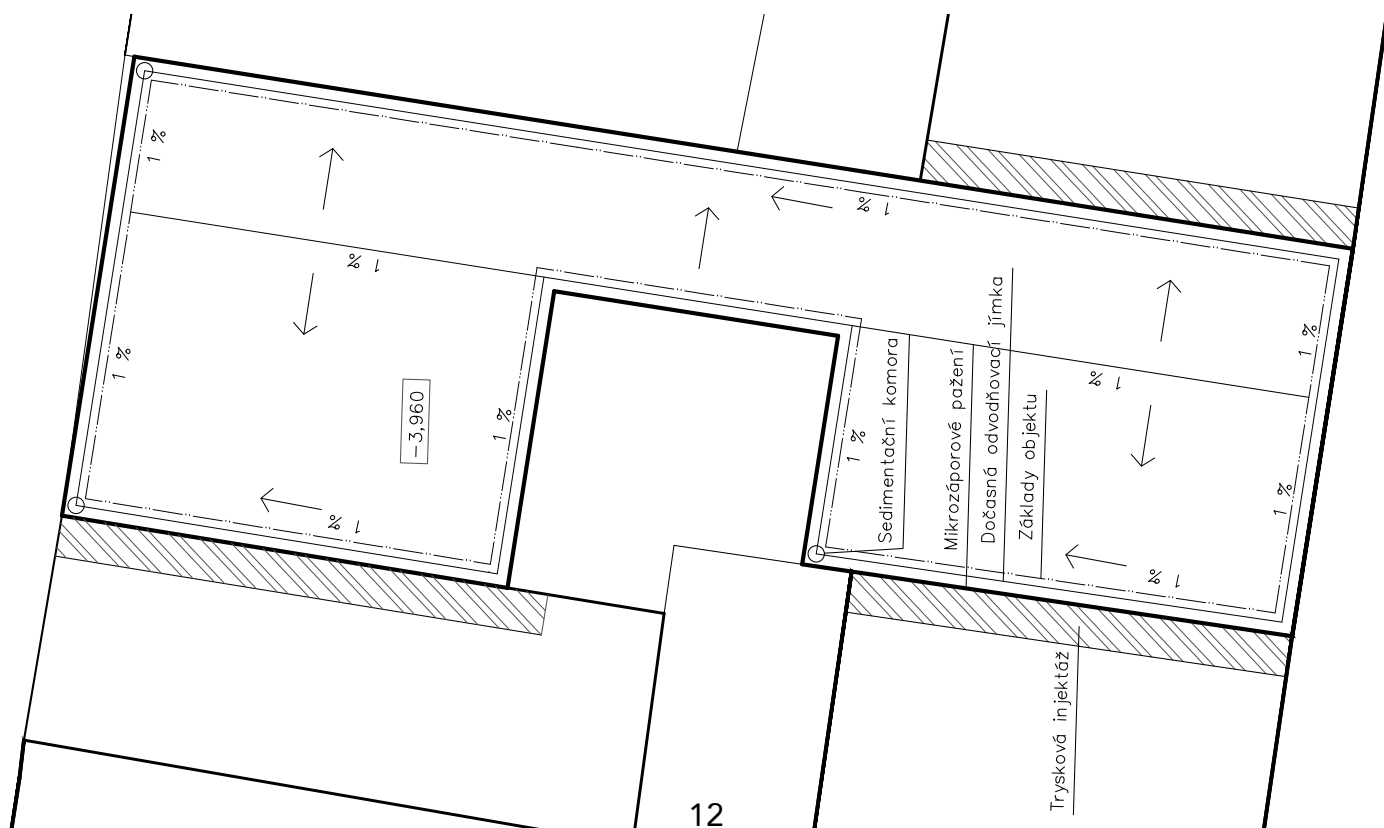 1 %
1 %
1 %
1 %
-3,960
1 %
1 %
1 %
Sedimentační komora
Mikrozáporové pažení
Dočasná odvodňovací jímka
Základy objektu
1 %
1 %
1 %
1 %
1 %
Trysková injektáž
12